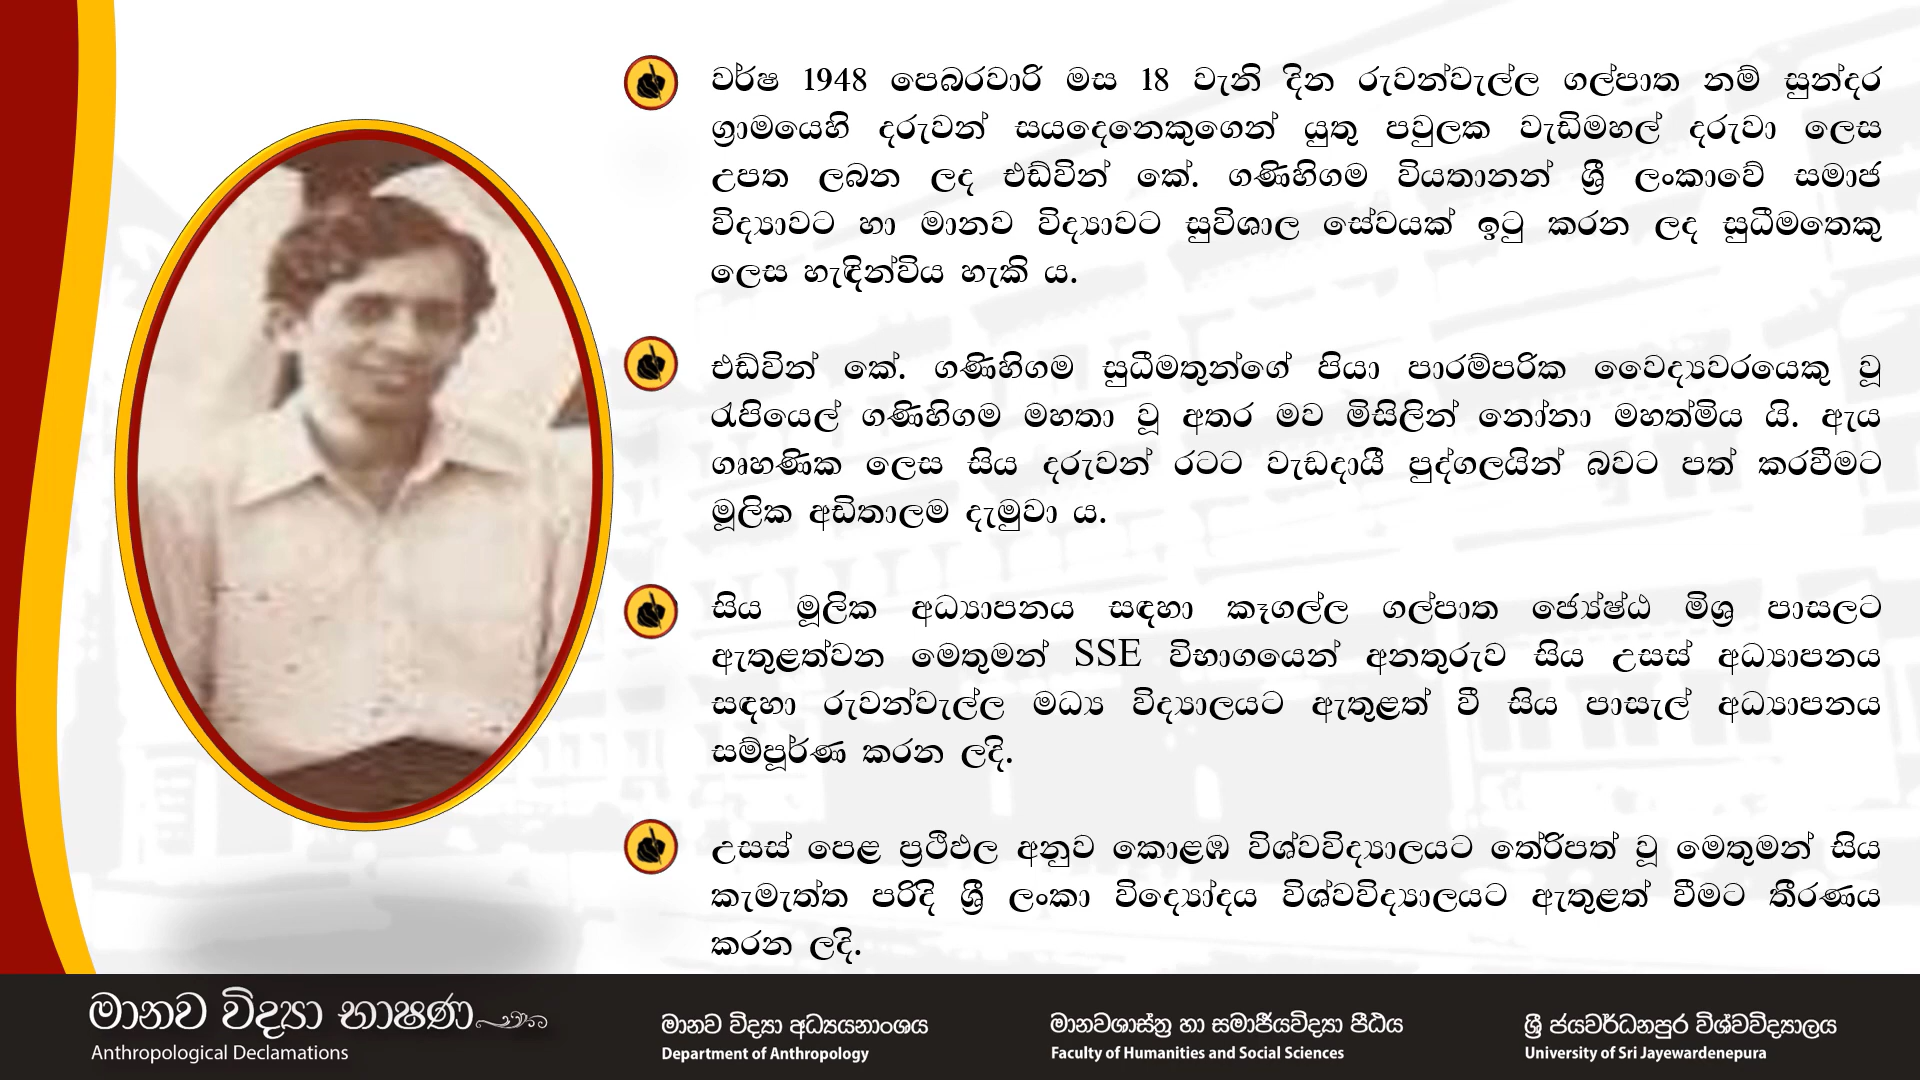 වර්ෂ 1948 පෙබරවාරි මස 18 වැනි දින රුවන්වැල්ල ගල්පාත නම් සුන්දර
ග්‍රාමයෙහි දරුවන් සයදෙනෙකුගෙන් යුතු පවුලක වැඩිමහල් දරුවා ලෙස
උපත ලබන ලද එඩ්වින් කේ. ගණිහිගම වියතානන් ශ්‍රී ලංකාවේ සමාජ
විද්‍යාවට හා මානව විද්‍යාවට සුවිශාල සේවයක් ඉටු කරන ලද සුධීමතෙකු
ලෙස හැඳින්විය හැකි ය.
එඩ්වින් කේ. ගණිහිගම සුධීමතුන්ගේ පියා පාරම්පරික වෛද්‍යවරයෙකු වූ
රැපියෙල් ගණිහිගම මහතා වූ අතර මව මිසිලින් නෝනා මහත්මිය යි. ඇය
ගෘහණික ලෙස සිය දරුවන් රටට වැඩදායී පුද්ගලයින් බවට පත් කරවීමට
මූලික අඩිතාලම දැමුවා ය.
සිය මූලික අධ්‍යාපනය සඳහා කෑගල්ල ගල්පාත ජ්‍යේෂ්ඨ මිශ්‍ර පාසලට
ඇතුළත්වන මෙතුමන් SSE විභාගයෙන් අනතුරුව සිය උසස් අධ්‍යාපනය
සඳහා රුවන්වැල්ල මධ්‍ය විද්‍යාලයට ඇතුළත් වී සිය පාසැල් අධ්‍යාපනය
සම්පූර්ණ කරන ලදි.
උසස් පෙළ ප්‍රථිඵල අනුව කොළඹ විශ්වවිද්‍යාලයට තේරිපත් වූ මෙතුමන් සිය
කැමැත්ත පරිදි ශ්‍රී ලංකා විද්‍යෝදය විශ්වවිද්‍යාලයට ඇතුළත් වීමට තීරණය
කරන ලදි.
මානව විද්‍යා භාෂණ
Anthropological Declamations
මානව විද්‍යා අධ්‍යයනාංශය
Department of Anthropology
මානවශාස්ත්‍ර හා සමාජීයවිද්‍යා පීඨය
Faculty of Humanities and Social Sciences
ශ්‍රී ජයවර්ධනපුර විශ්වවිද්‍යාලය
University of Sri Jayewardenepura